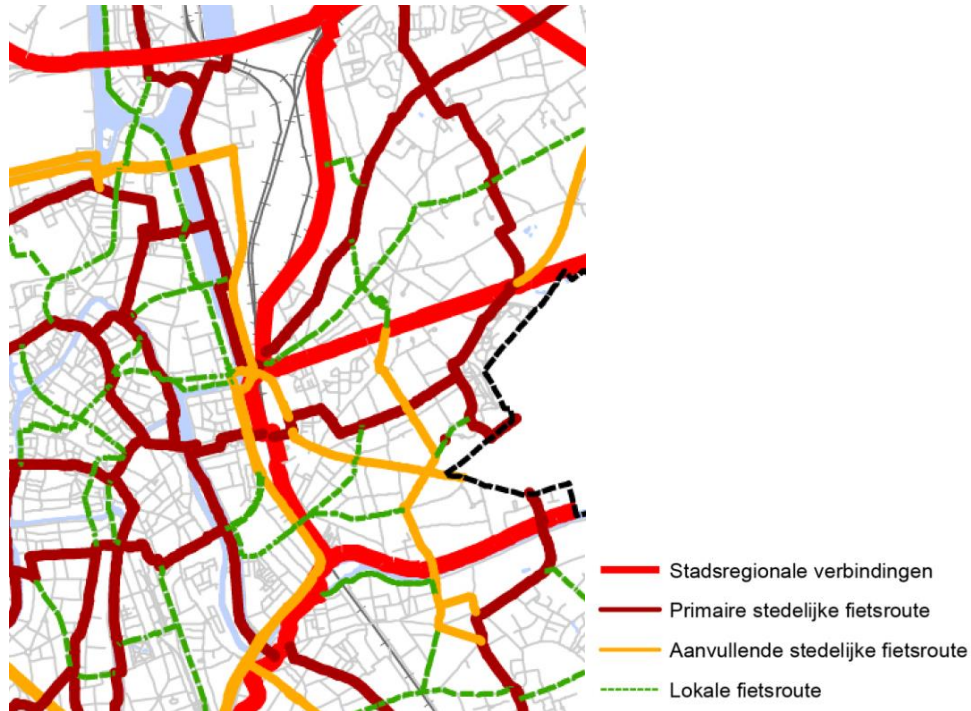 Stadsregionale verbindingen
Primaire stedelijke fietsroute
Aanvullende stedelijke fietsroute
Lokale fietsroute